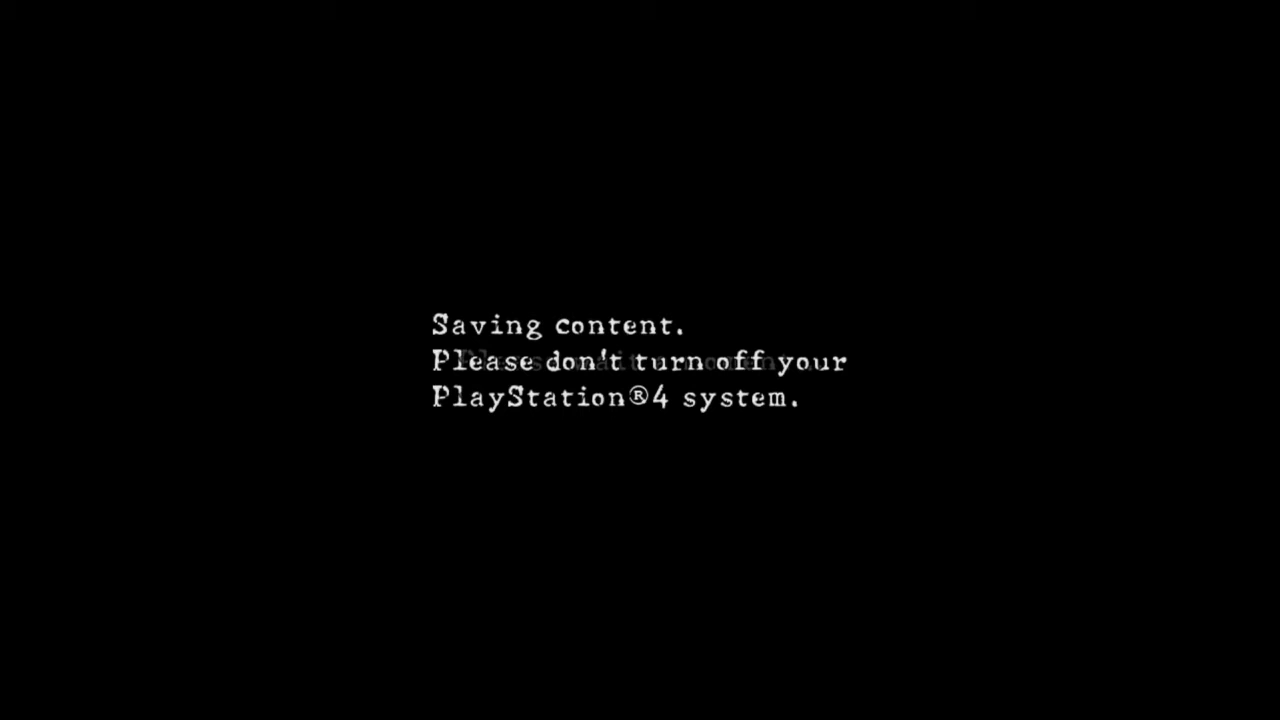 Saving content.
Please don't turn off your
PlayStation®4 system.